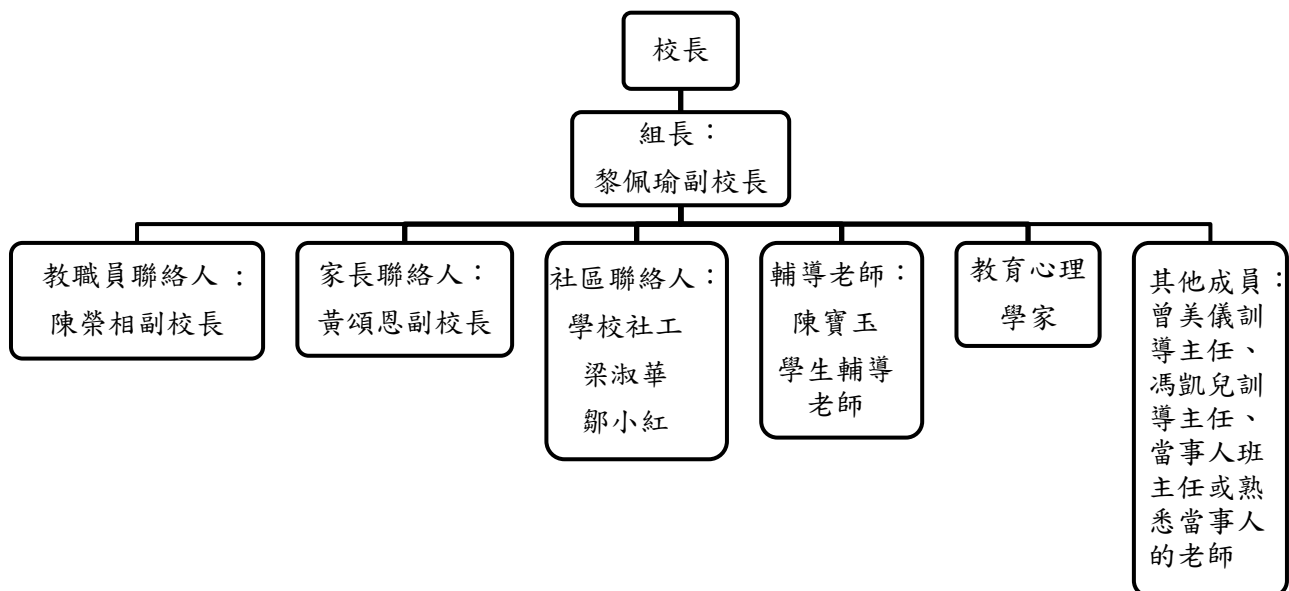 校長
組長：
黎佩瑜副校長
教職員聯絡人：
陳榮相副校長
家長聯絡人：
黃頌恩副校長
社區聯絡人：
學校社工
梁淑華
鄒小紅
輔導老師：
陳寶玉
學生輔導
老師
教育心理
學家
其他成員：
曾美儀訓
導主任、
馮凱兒訓
導主任、
當事人班
主任或熟
悉當事人
的老師